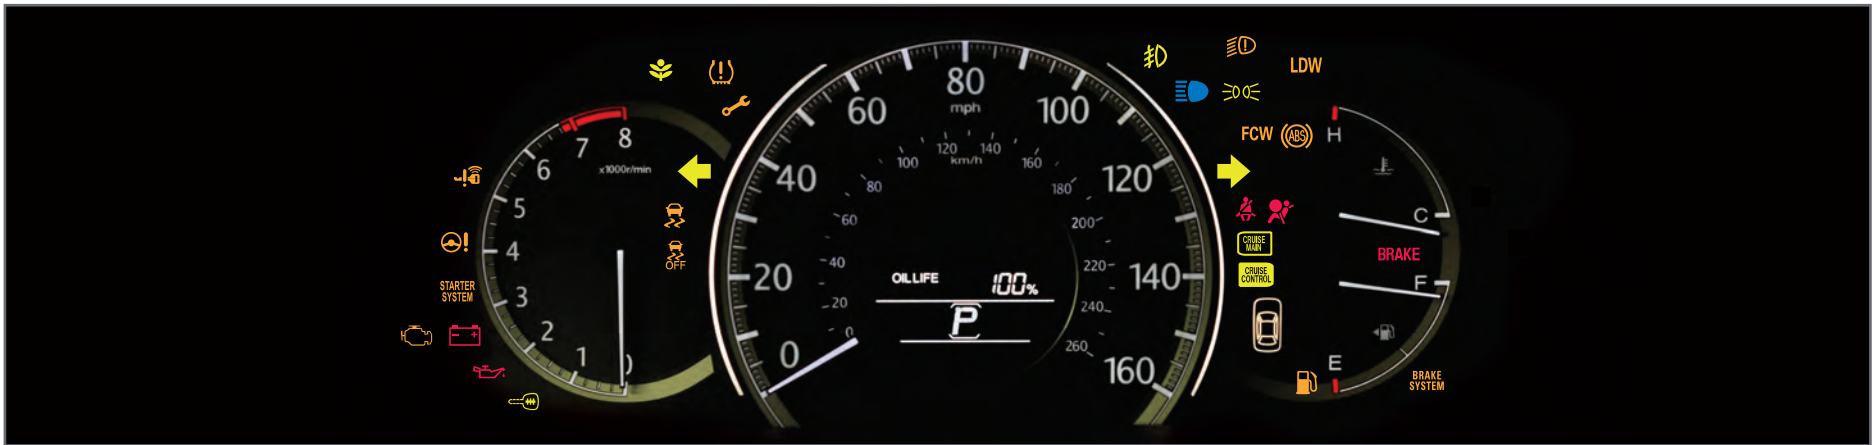 8
7
6
5
4
3
2
1
0
x1000r/min
OFF
STARTER
SYSTEM
0
20
40
60
80
100
120
140
160
mph
0
20
40
60
80
100
120
140
160
180
200
220
240
260
km/h
OIL LIFE 100%
P
LDW
FCW ABS
CRUISE
MAIN
CRUISE
CONTROL
H
C
BRAKE
F
E
BRAKE
SYSTEM